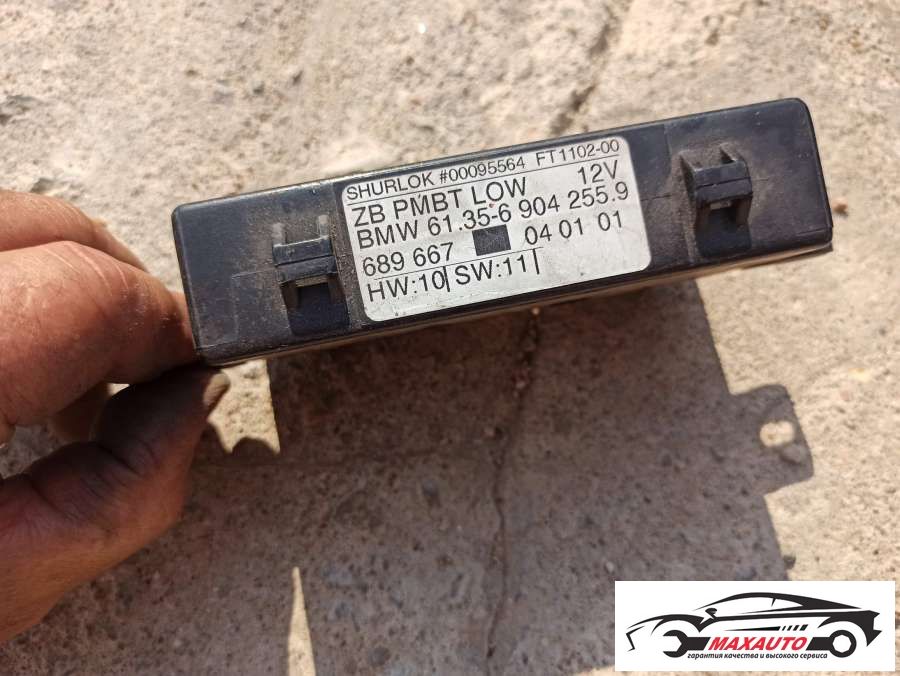 SHURLOK #00095564 FT1102-00
ZB PMBT LOW 12V
BMW 61.35-6 904 255.9
689 667 04 01 01
HW:10 SW:11
MAXAUTO
гарантия качества и высокого сервиса